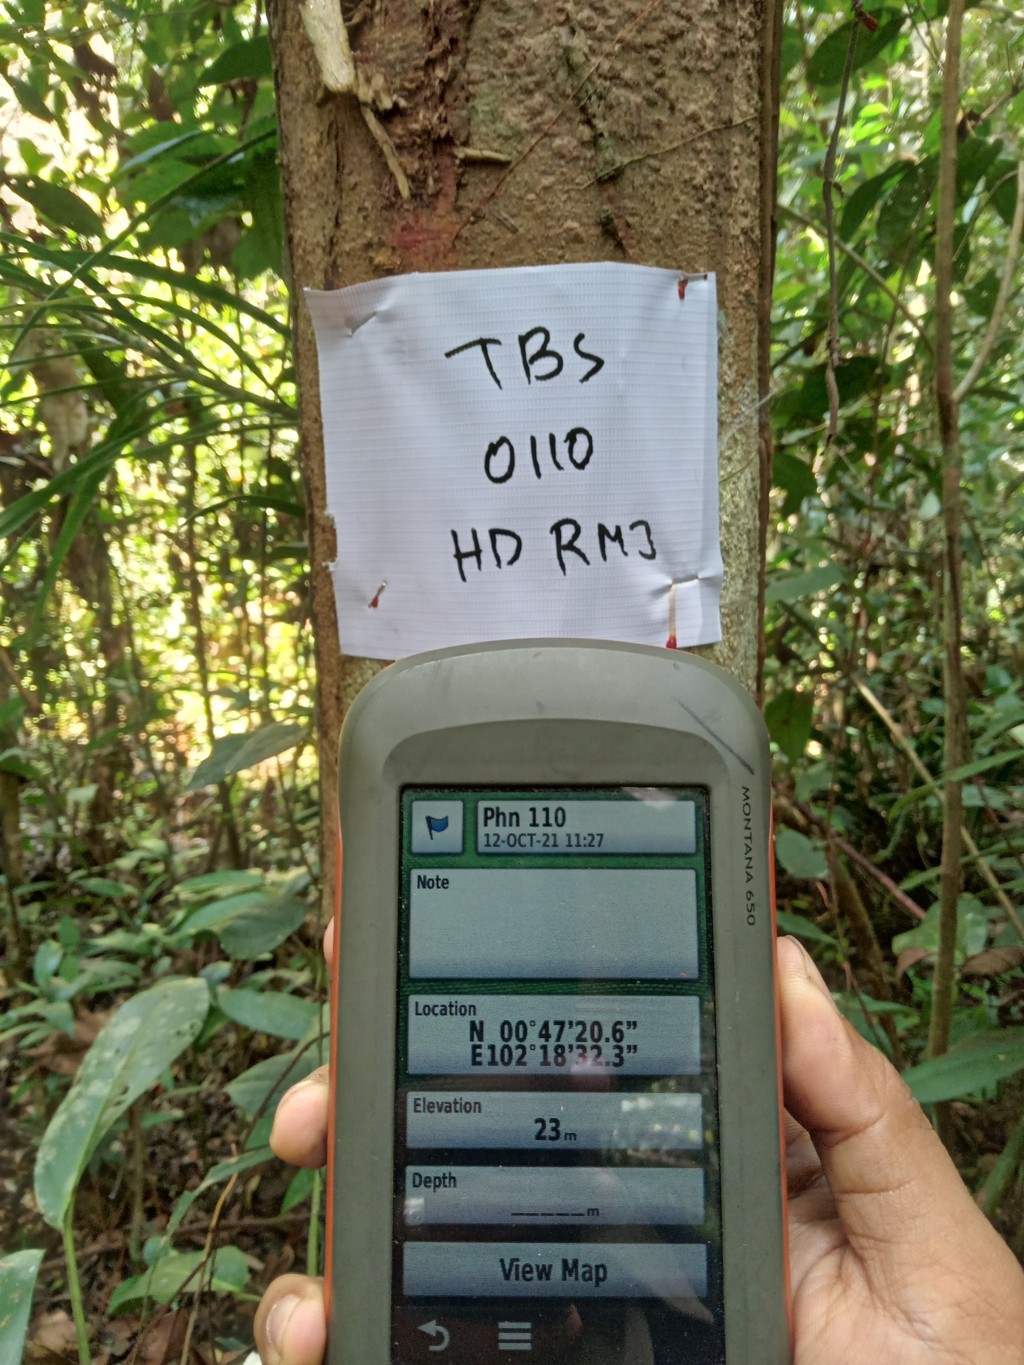 TBS
0110
HD RMJ
MONTANA 650
Phn 110
12-OCT-21 11:27
Note
Location
N 00°47'20.6"
E102°18'32.3"
Elevation
23 m
Depth
_____m
View Map